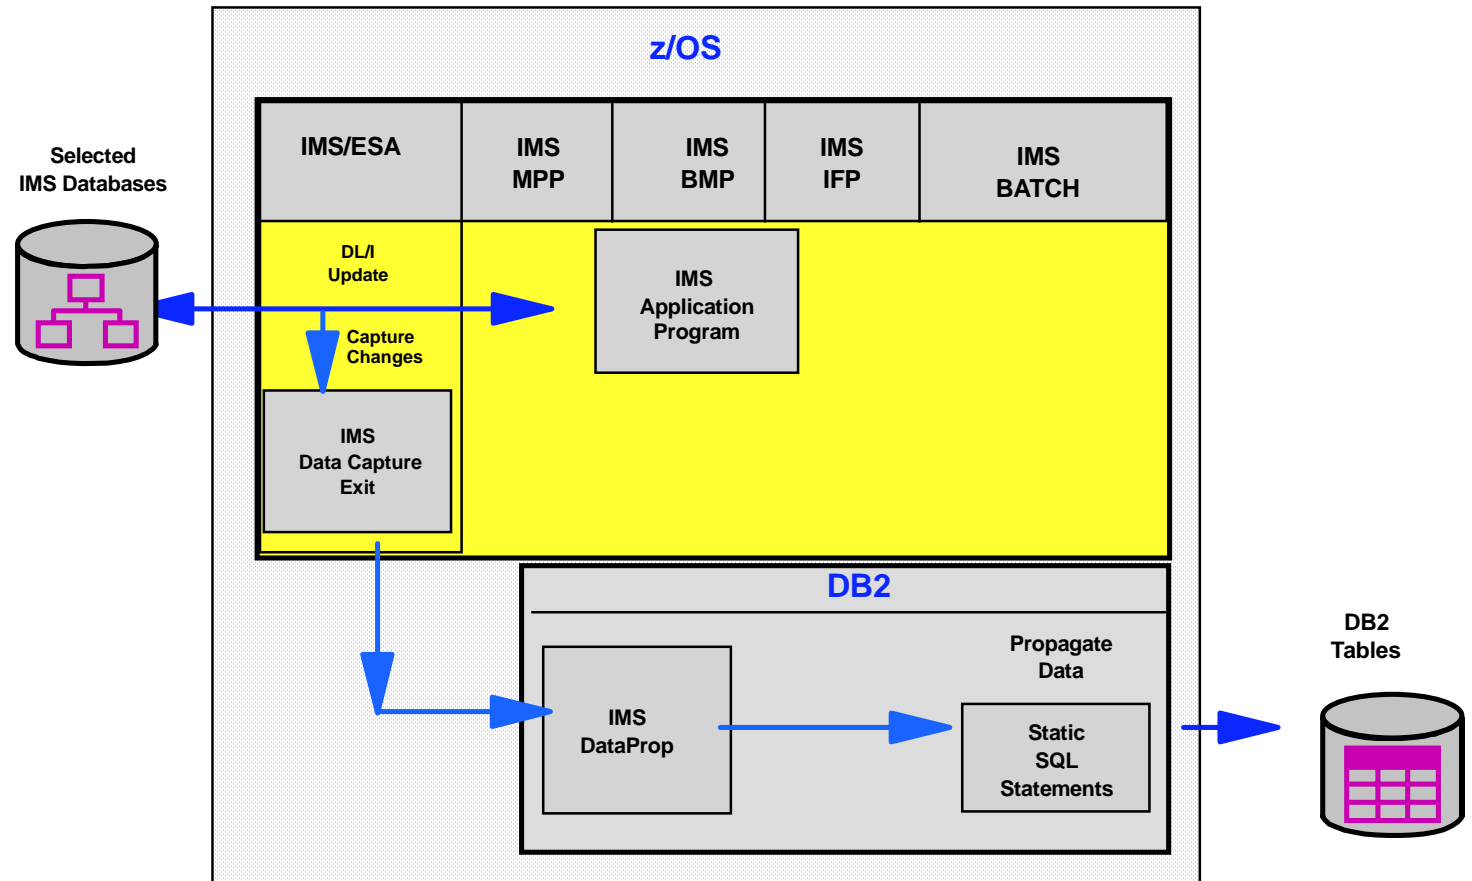 z/OS
Selected
IMS Databases
IMS/ESA
IMS
MPP
IMS
BMP
IMS
IFP
IMS
BATCH
DL/I
Update
IMS
Application
Program
Capture
Changes
IMS
Data Capture
Exit
DB2
IMS
DataProp
Propagate
Data
Static
SQL
Statements
DB2
Tables